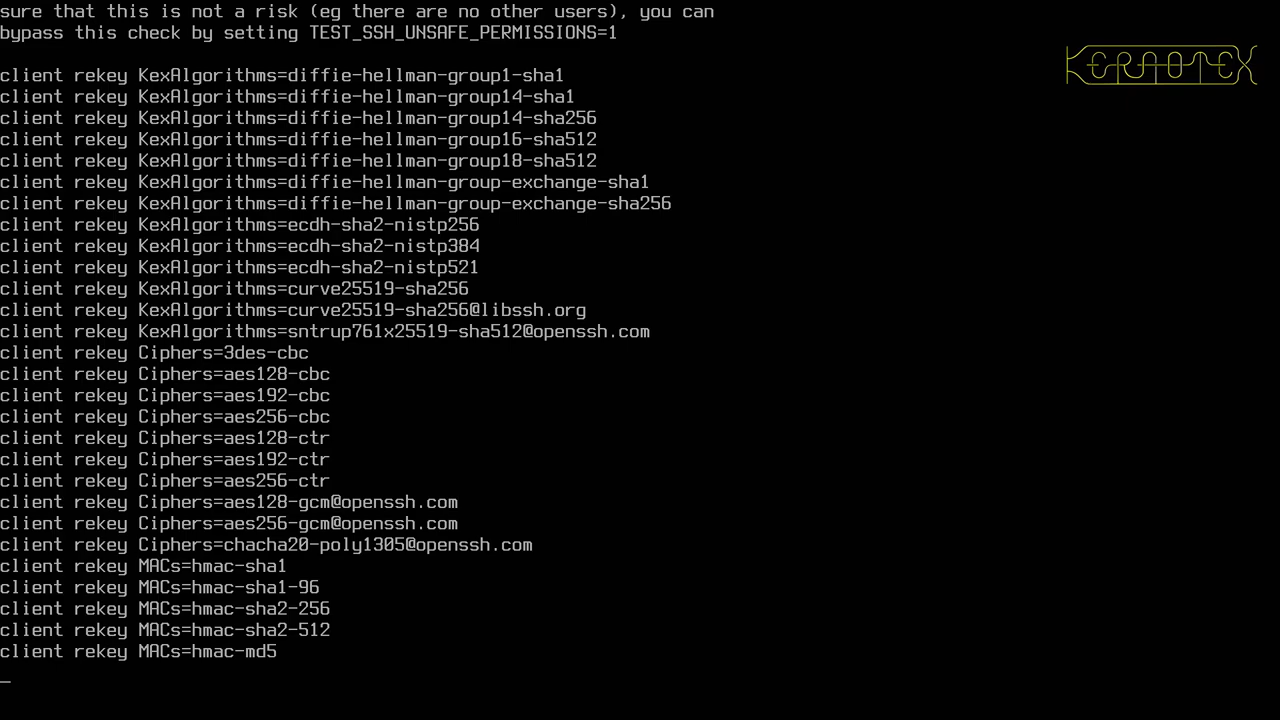 sure that this is not a risk (eg there are no other users), you can
bypass this check by setting TEST_SSH_UNSAFE_PERMISSIONS=1
KERNOTEX
client rekey KexAlgorithms=diffie-hellman-group1-sha1
client rekey KexAlgorithms=diffie-hellman-group14-sha1
client rekey KexAlgorithms=diffie-hellman-group14-sha256
client rekey KexAlgorithms=diffie-hellman-group16-sha512
client rekey KexAlgorithms=diffie-hellman-group18-sha512
client rekey KexAlgorithms=diffie-hellman-group-exchange-sha1
client rekey KexAlgorithms=diffie-hellman-group-exchange-sha256
client rekey KexAlgorithms=ecdh-sha2-nistp256
client rekey KexAlgorithms=ecdh-sha2-nistp384
client rekey KexAlgorithms=ecdh-sha2-nistp521
client rekey KexAlgorithms=curve25519-sha256
client rekey KexAlgorithms=curve25519-sha256@libssh.org
client rekey KexAlgorithms=sntrup761x25519-sha512@openssh.com
client rekey Ciphers=3des-cbc
client rekey Ciphers=aes128-cbc
client rekey Ciphers=aes192-cbc
client rekey Ciphers=aes256-cbc
client rekey Ciphers=aes128-ctr
client rekey Ciphers=aes192-ctr
client rekey Ciphers=aes256-ctr
client rekey Ciphers=aes128-gcm@openssh.com
client rekey Ciphers=aes256-gcm@openssh.com
client rekey Ciphers=chacha20-poly1305@openssh.com
client rekey MACs=hmac-sha1
client rekey MACs=hmac-sha1-96
client rekey MACs=hmac-sha2-256
client rekey MACs=hmac-sha2-512
client rekey MACs=hmac-md5
_